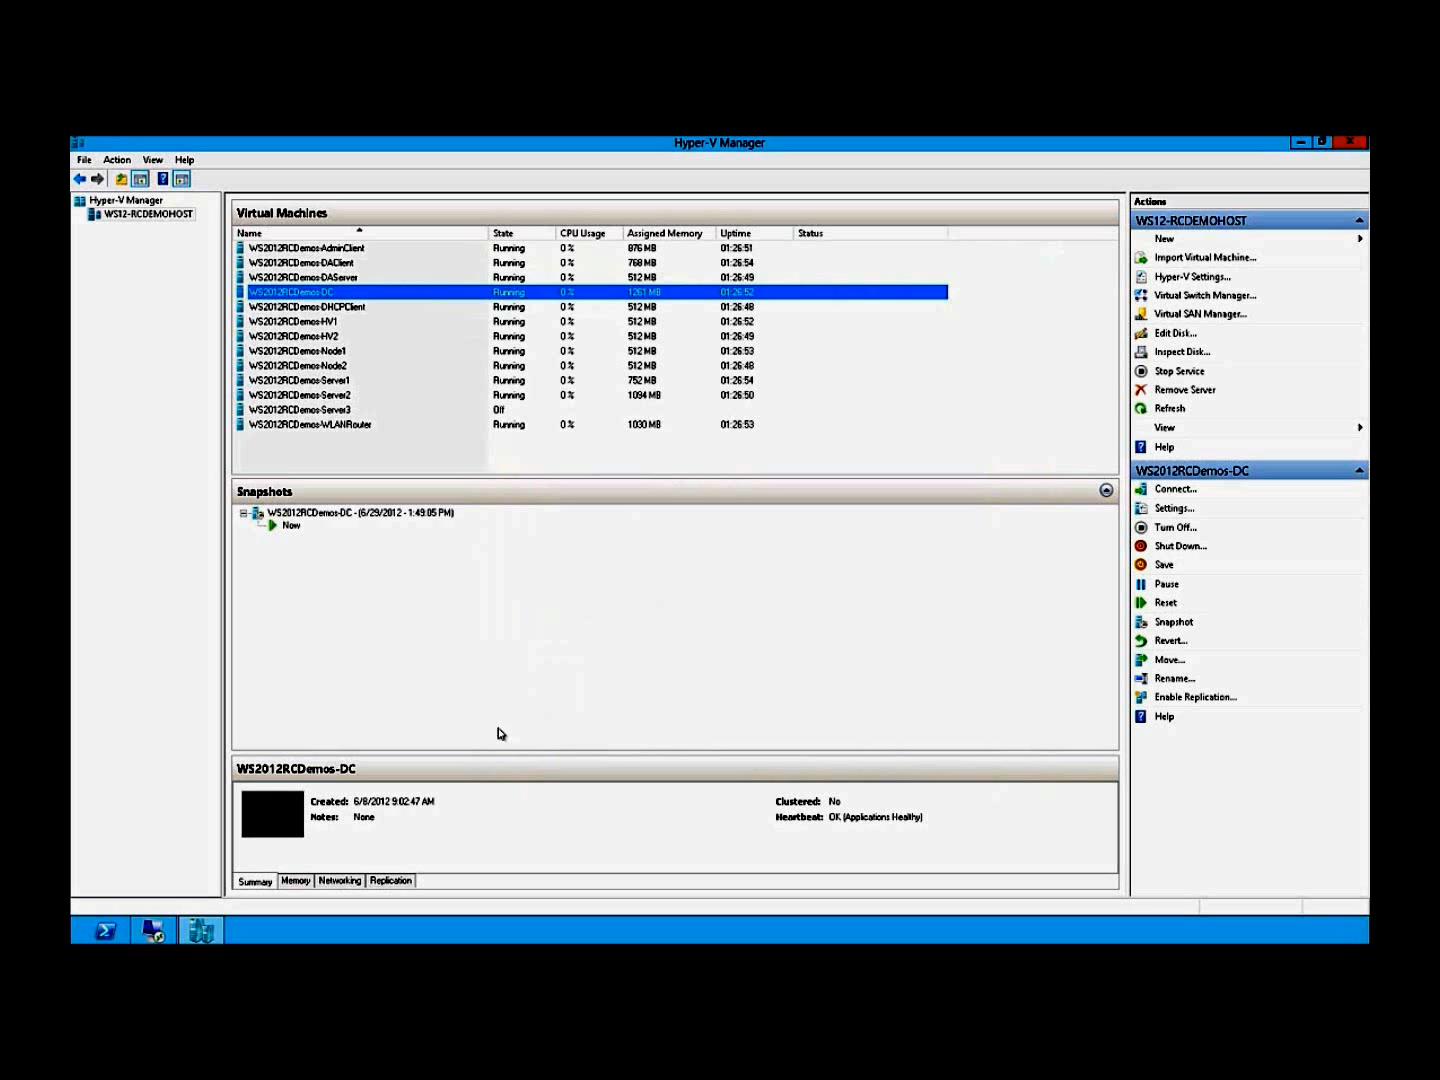 Hyper-V Manager
File Action View Help
Hyper-V Manager
WS12-RCDEMOHOST
Virtual Machines
Name State CPU Usage Assigned Memory Uptime Status
WS2012RCDemos-AdminClient Running 0 % 876 MB 01:26:51
WS2012RCDemos-DAClient Running 0 % 768 MB 01:26:54
WS2012RCDemos-DAServer Running 0 % 512 MB 01:26:49
WS2012RCDemos-DC Running 0 % 1261 MB 01:26:52
WS2012RCDemos-DHCPClient Running 0 % 512 MB 01:26:48
WS2012RCDemos-HV1 Running 0 % 512 MB 01:26:52
WS2012RCDemos-HV2 Running 0 % 512 MB 01:26:49
WS2012RCDemos-Node1 Running 0 % 512 MB 01:26:53
WS2012RCDemos-Node2 Running 0 % 512 MB 01:26:48
WS2012RCDemos-Server1 Running 0 % 752 MB 01:26:54
WS2012RCDemos-Server2 Running 0 % 1094 MB 01:26:50
WS2012RCDemos-Server3 Off
WS2012RCDemos-WLANRouter Running 0 % 1030 MB 01:26:53
Snapshots
WS2012RCDemos-DC - (6/29/2012 - 1:49:05 PM)
Now
WS2012RCDemos-DC
Created: 6/8/2012 9:02:47 AM Clustered: No
Notes: None Heartbeat: OK (Applications Healthy)
Summary Memory Networking Replication
Actions
WS12-RCDEMOHOST
New
Import Virtual Machine...
Hyper-V Settings...
Virtual Switch Manager...
Virtual SAN Manager...
Edit Disk...
Inspect Disk...
Stop Service
Remove Server
Refresh
View
Help
WS2012RCDemos-DC
Connect...
Settings...
Turn Off...
Shut Down...
Save
Pause
Reset
Snapshot
Revert...
Move...
Rename...
Enable Replication...
Help